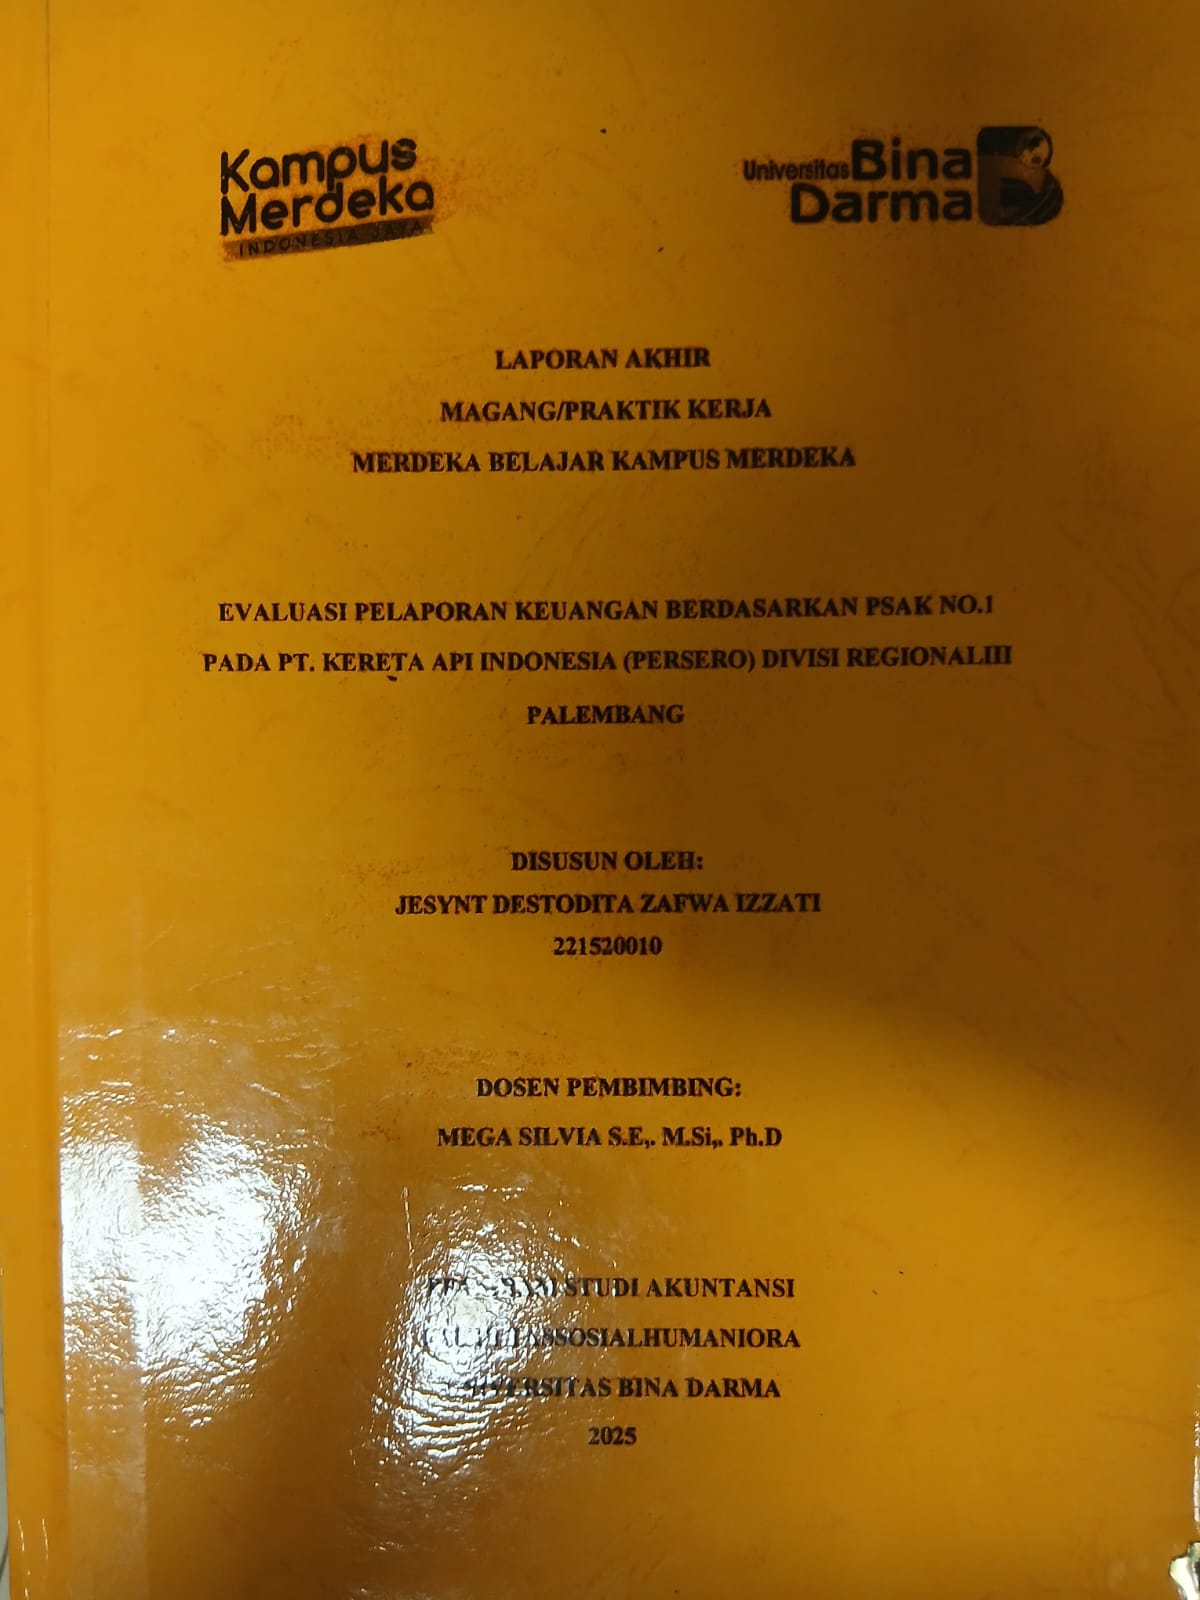 Kampus
Merdeka
INDONESIA JAYA
Universitas Bina
Darma
LAPORAN AKHIR
MAGANG/PRAKTIK KERJA
MERDEKA BELAJAR KAMPUS MERDEKA
EVALUASI PELAPORAN KEUANGAN BERDASARKAN PSAK NO.1
PADA PT. KERETA API INDONESIA (PERSERO) DIVISI REGIONALIII
PALEMBANG
DISUSUN OLEH:
JESYNT DESTODITA ZAFWA IZZATI
221520010
DOSEN PEMBIMBING:
MEGA SILVIA S.E,. M.Si,. Ph.D
STUDI AKUNTANSI
SOSIALHUMANIORA
UNIVERSITAS BINA DARMA
2025